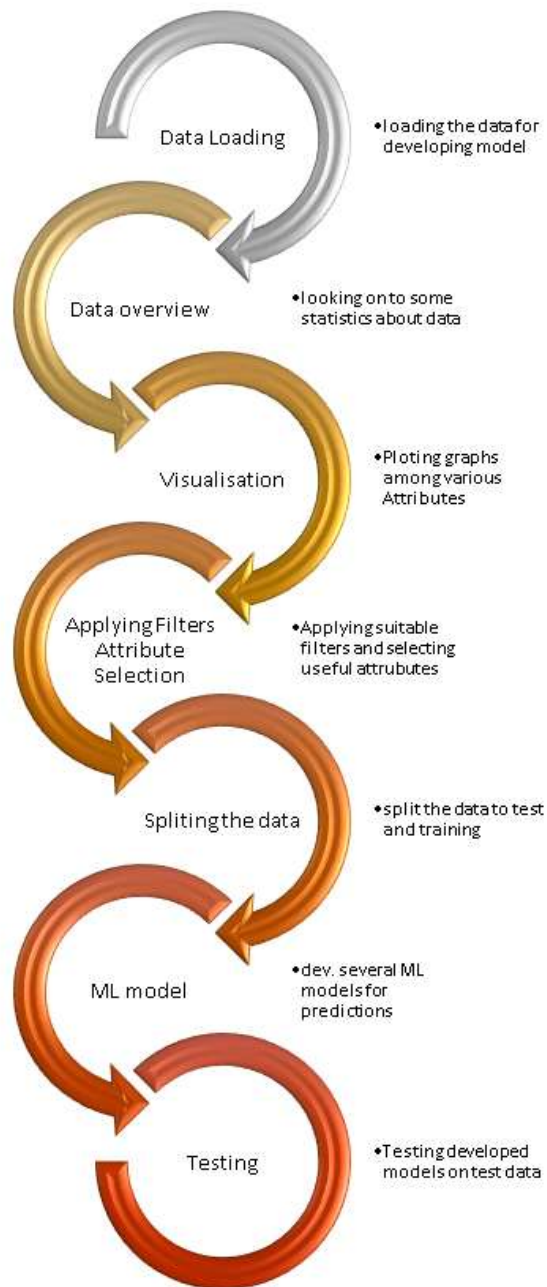 Data Loading
•loading the data for
developing model
Data overview
•looking on to some
statistics about data
Visualisation
•Ploting graphs
among various
Attributes
Applying Filters
Attribute
Selection
•Applying suitable
filters and selecting
useful attrubutes
Spliting the data
•split the data to test
and training
ML model
•dev. several ML
models for
predictions
Testing
•Testing developed
models on test data